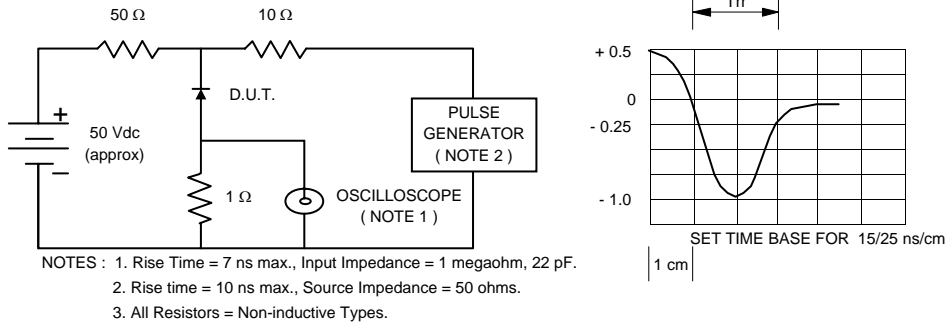 50 Ω
10 Ω
D.U.T.
+
50 Vdc
(approx)
−
1 Ω
PULSE
GENERATOR
( NOTE 2 )
OSCILLOSCOPE
( NOTE 1 )
NOTES : 1. Rise Time = 7 ns max., Input Impedance = 1 megaohm, 22 pF.
2. Rise time = 10 ns max., Source Impedance = 50 ohms.
3. All Resistors = Non-inductive Types.
+ 0.5
0
- 0.25
- 1.0
SET TIME BASE FOR 15/25 ns/cm
1 cm